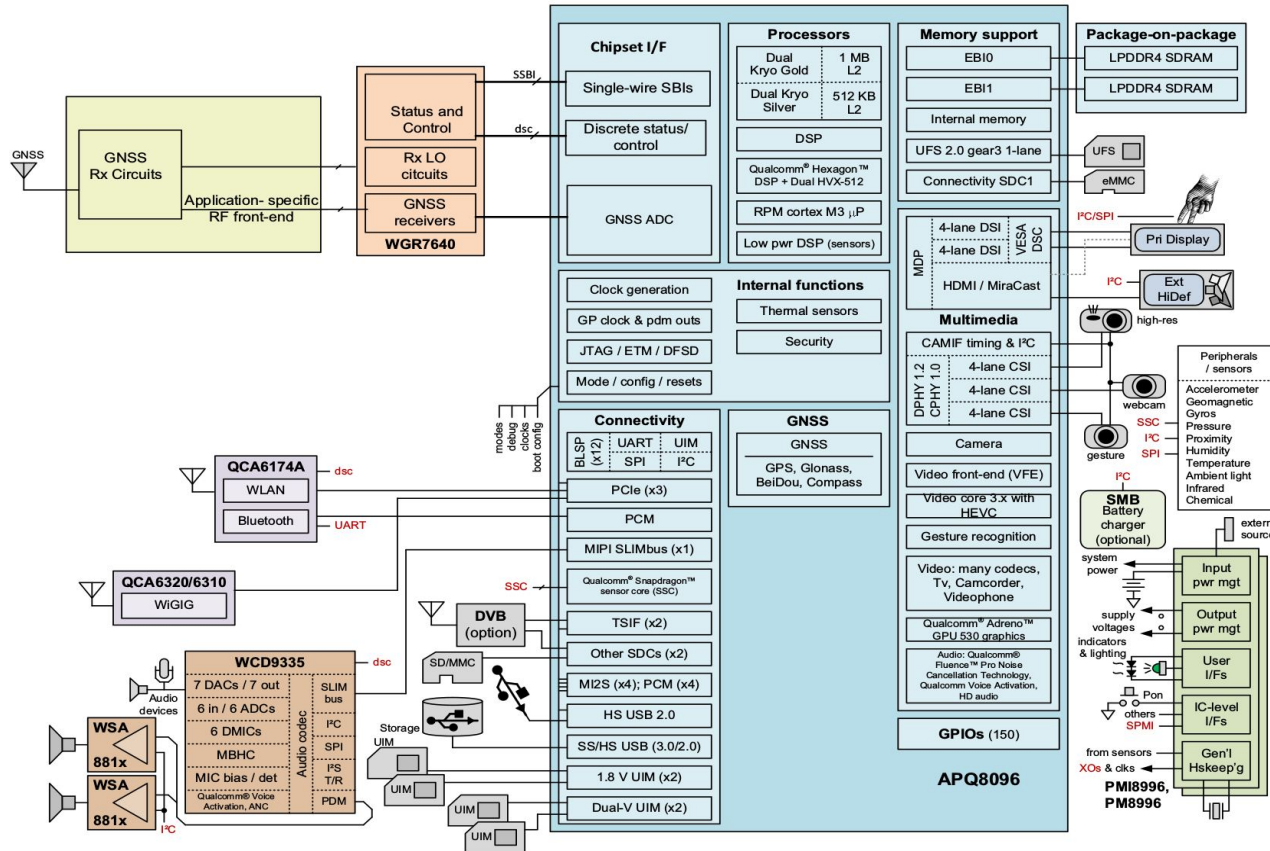 GNSS
GNSS
Rx Circuits
Application- specific
RF front-end
Status and
Control
Rx LO
citcuits
GNSS
receivers
WGR7640
SSBI
dsc
Chipset I/F
Single-wire SBIs
Discrete status/
control
GNSS ADC
Processors
Dual
Kryo Gold
1 MB
L2
Dual Kryo
Silver
512 KB
L2
DSP
Qualcomm® Hexagon™
DSP + Dual HVX-512
RPM cortex M3 µP
Low pwr DSP (sensors)
Memory support
EBI0
EBI1
Internal memory
UFS 2.0 gear3 1-lane
Connectivity SDC1
Package-on-package
LPDDR4 SDRAM
LPDDR4 SDRAM
UFS
eMMC
I²C/SPI
Pri Display
I²C
Ext
HiDef
MDP
4-lane DSI
4-lane DSI
VESA
DSC
HDMI / MiraCast
Multimedia
CAMIF timing & I²C
DPHY 1.2
CPHY 1.0
4-lane CSI
4-lane CSI
4-lane CSI
Camera
Video front-end (VFE)
Video core 3.x with
HEVC
Gesture recognition
Video: many codecs,
Tv, Camcorder,
Videophone
Qualcomm® Adreno™
GPU 530 graphics
Audio: Qualcomm®
Fluence™ Pro Noise
Cancellation Technology,
Qualcomm Voice Activation,
HD audio
GPIOs (150)
APQ8096
high-res
webcam
gesture
Internal functions
Clock generation
GP clock & pdm outs
JTAG / ETM / DFSD
Mode / config / resets
Thermal sensors
Security
modes
debug
clocks
boot config
Connectivity
BLSP
(x12)
UART
UIM
SPI
I²C
PCIe (x3)
PCM
MIPI SLIMbus (x1)
Qualcomm® Snapdragon™
sensor core (SSC)
TSIF (x2)
Other SDCs (x2)
MI2S (x4); PCM (x4)
HS USB 2.0
SS/HS USB (3.0/2.0)
1.8 V UIM (x2)
Dual-V UIM (x2)
GNSS
GNSS
GPS, Glonass,
BeiDou, Compass
QCA6174A
WLAN
Bluetooth
dsc
UART
QCA6320/6310
WiGIG
SSC
DVB
(option)
SD/MMC
Storage
UIM
UIM
UIM
UIM
WCD9335
dsc
7 DACs / 7 out
6 in / 6 ADCs
6 DMICs
MBHC
MIC bias / det
Qualcomm® Voice
Activation, ANC
Audio codec
SLIM
bus
I²C
SPI
I²S
T/R
PDM
Audio
devices
WSA
881x
WSA
881x
I²C
Peripherals
/ sensors
Accelerometer
Geomagnetic
Gyros
Pressure
Proximity
Humidity
Temperature
Ambient light
Infrared
Chemical
SSC
I²C
SPI
I²C
SMB
Battery
charger
(optional)
system
power
supply
voltages
indicators
& lighting
Pon
others
SPMI
from sensors
XOs & clks
Input
pwr mgt
Output
pwr mgt
User
I/Fs
IC-level
I/Fs
Gen'l
Hskeep'g
PMI8996,
PM8996